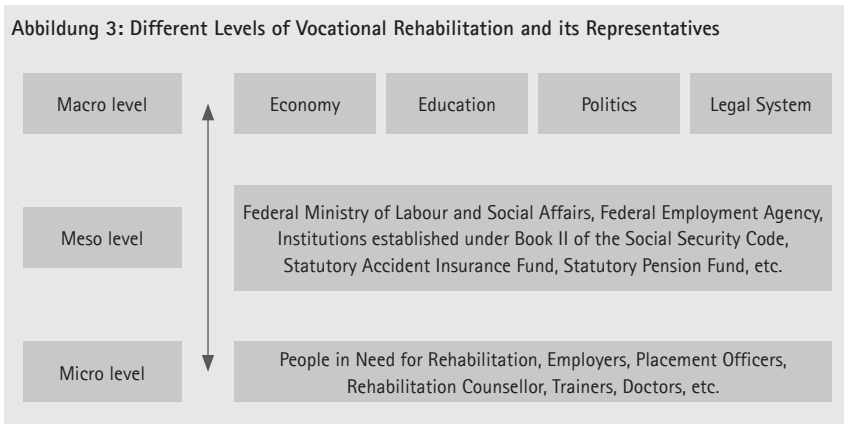 Abbildung 3: Different Levels of Vocational Rehabilitation and its Representatives
Macro level
Economy
Education
Politics
Legal System
Meso level
Federal Ministry of Labour and Social Affairs, Federal Employment Agency,
Institutions established under Book II of the Social Security Code,
Statutory Accident Insurance Fund, Statutory Pension Fund, etc.
Micro level
People in Need for Rehabilitation, Employers, Placement Officers,
Rehabilitation Counsellor, Trainers, Doctors, etc.